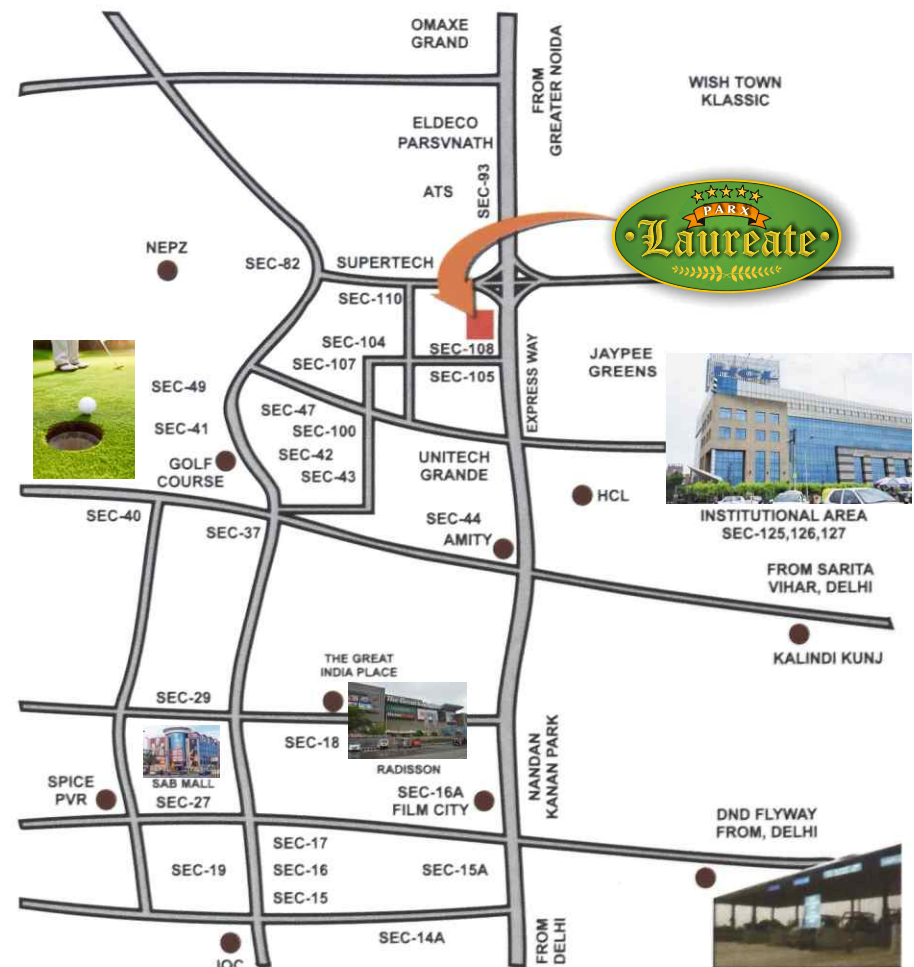 OMAXE
GRAND
FROM
GREATER NOIDA
WISH TOWN
KLASSIC
ELDECO
PARSVNATH
ATS
SEC-93
PARX
Laureate
NEPZ
SEC-82
SUPERTECH
SEC-110
SEC-104
SEC-108
SEC-107
SEC-105
EXPRESS WAY
JAYPEE
GREENS
HCL
SEC-49
SEC-47
SEC-41
SEC-100
SEC-42
SEC-43
GOLF
COURSE
UNITECH
GRANDE
HCL
SEC-40
SEC-37
SEC-44
AMITY
INSTITUTIONAL AREA
SEC-125,126,127
FROM SARITA
VIHAR, DELHI
KALINDI KUNJ
THE GREAT
INDIA PLACE
SEC-29
SEC-18
RADISSON
SAB MALL
SPICE
PVR
SEC-27
SEC-16A
FILM CITY
NANDAN
KANAN PARK
DND FLYWAY
FROM, DELHI
SEC-17
SEC-19
SEC-16
SEC-15A
SEC-15
SEC-14A
FROM
DELHI
IOC